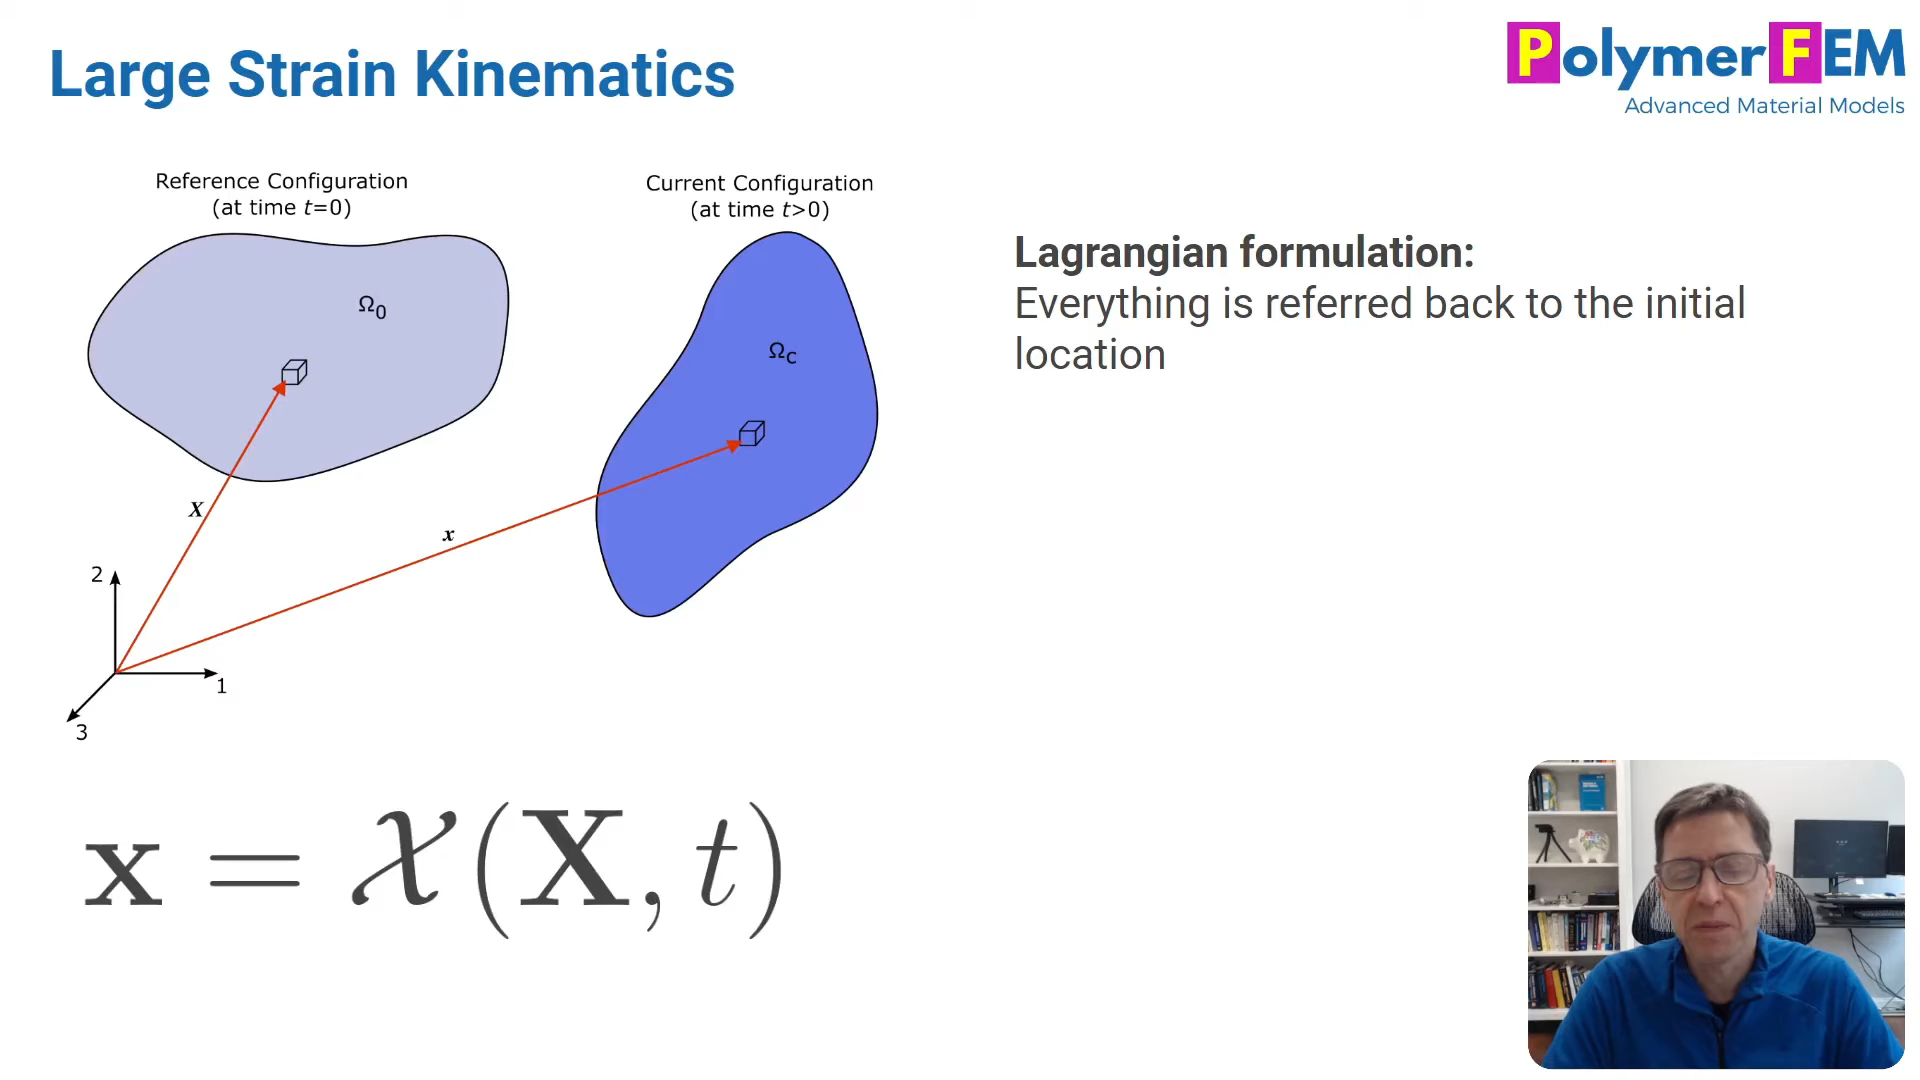 Large Strain Kinematics
PolymerFEM
Advanced Material Models
Reference Configuration
(at time t=0)
Current Configuration
(at time t>0)
Ω₀
Ωc
X
x
2
1
3
Lagrangian formulation:
Everything is referred back to the initial
location
x = 𝒳(X, t)